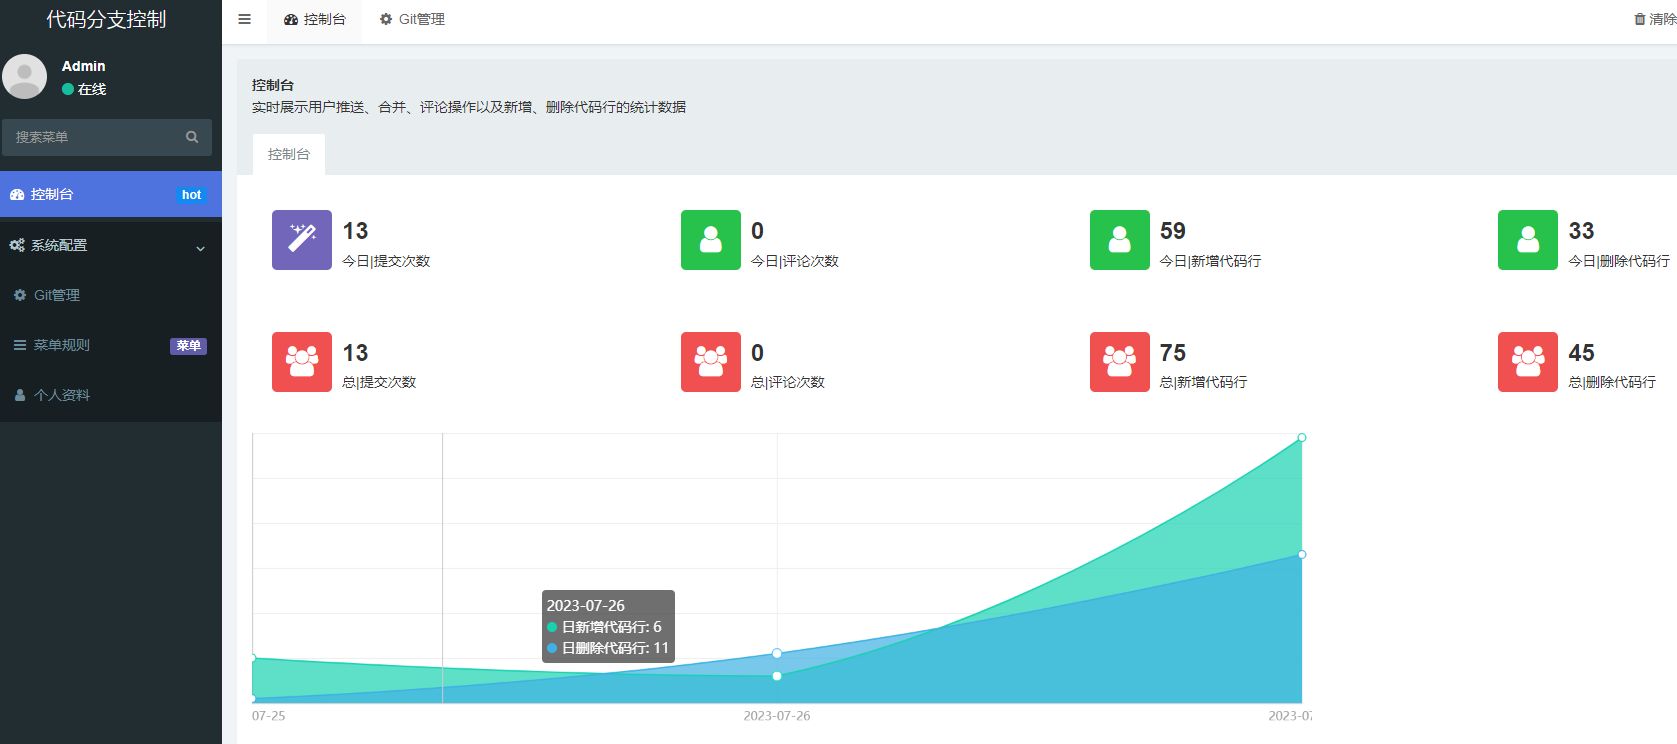 代码分支控制
Admin
在线
搜索菜单
控制台 hot
系统配置
Git管理
菜单规则 菜单
个人资料
控制台 Git管理 清除
控制台
实时展示用户推送、合并、评论操作以及新增、删除代码行的统计数据
控制台
13
今日|提交次数
0
今日|评论次数
59
今日|新增代码行
33
今日|删除代码行
13
总|提交次数
0
总|评论次数
75
总|新增代码行
45
总|删除代码行
2023-07-26
日新增代码行: 6
日删除代码行: 11
07-25 2023-07-26 2023-07